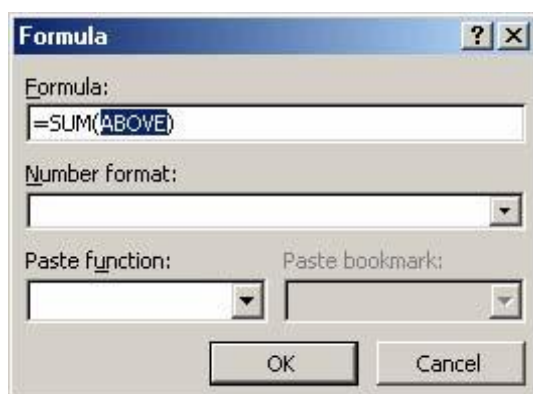 Formula
Formula:
=SUM(ABOVE)
Number format:
Paste function: Paste bookmark:
OK Cancel